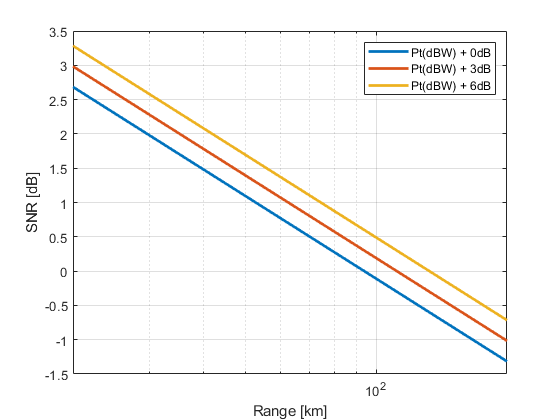 3.5
3
2.5
2
1.5
1
0.5
0
-0.5
-1
-1.5
SNR [dB]
Pt(dBW) + 0dB
Pt(dBW) + 3dB
Pt(dBW) + 6dB
10²
Range [km]